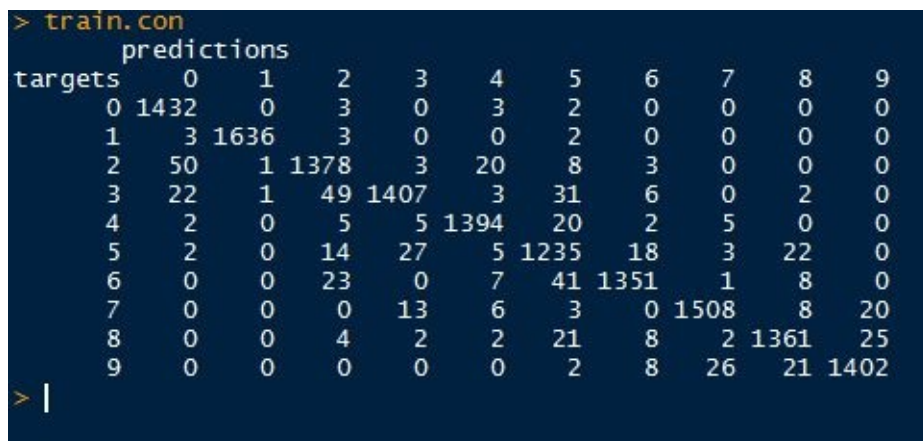 > train.con
predictions
targets 0 1 2 3 4 5 6 7 8 9
0 1432 0 3 0 3 2 0 0 0 0
1 3 1636 3 0 0 2 0 0 0 0
2 50 1 1378 3 20 8 3 0 0 0
3 22 1 49 1407 3 31 6 0 2 0
4 2 0 5 5 1394 20 2 5 0 0
5 2 0 14 27 5 1235 18 3 22 0
6 0 0 23 0 7 41 1351 1 8 0
7 0 0 0 13 6 3 0 1508 8 20
8 0 0 4 2 2 21 8 2 1361 25
9 0 0 0 0 0 2 8 26 21 1402
>